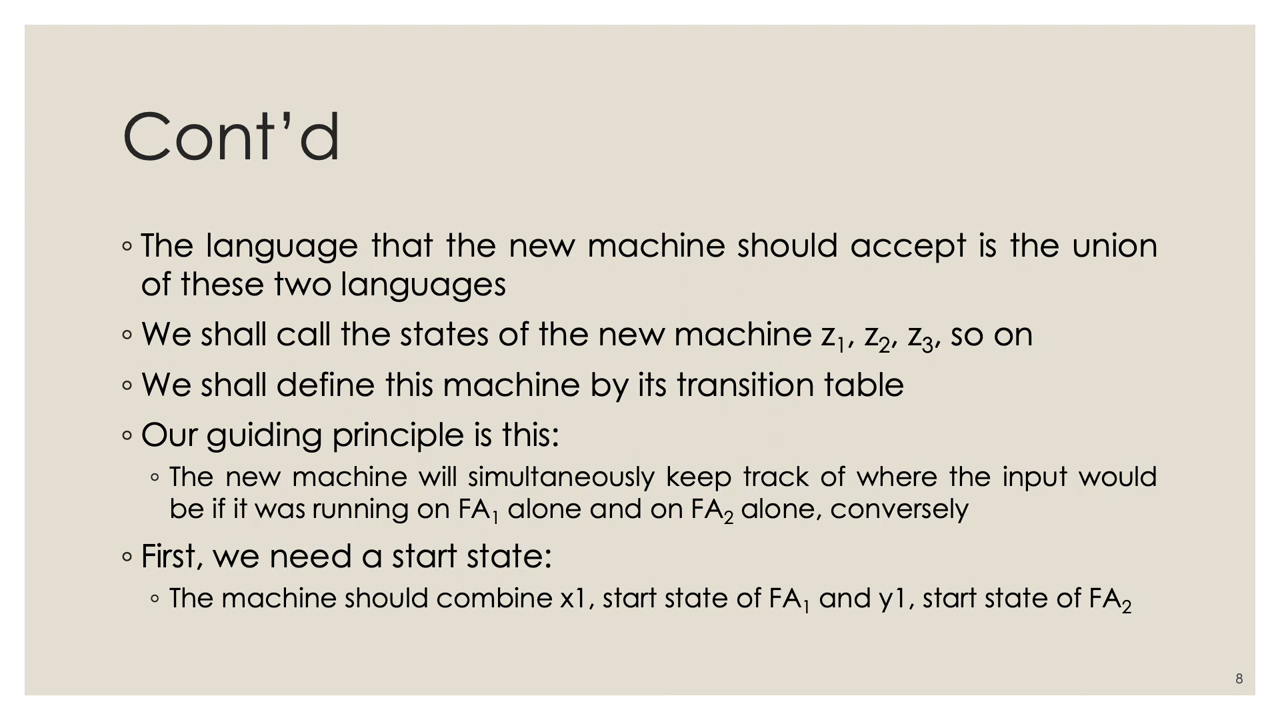 Cont’d
◦ The language that the new machine should accept is the union
of these two languages
◦ We shall call the states of the new machine z₁, z₂, z₃, so on
◦ We shall define this machine by its transition table
◦ Our guiding principle is this:
◦ The new machine will simultaneously keep track of where the input would
be if it was running on FA₁ alone and on FA₂ alone, conversely
◦ First, we need a start state:
◦ The machine should combine x1, start state of FA₁ and y1, start state of FA₂
8